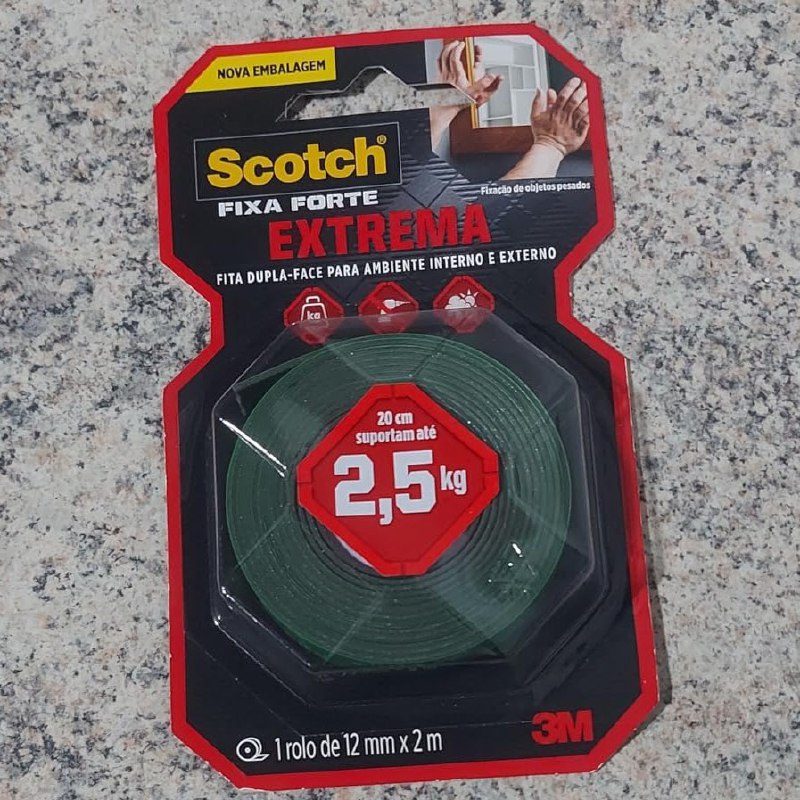 NOVA EMBALAGEM
Scotch®
Fixação de objetos pesados
FIXA FORTE
EXTREMA
FITA DUPLA-FACE PARA AMBIENTE INTERNO E EXTERNO
kg
20 cm
suportam até
2,5 kg
1 rolo de 12 mm x 2 m
3M